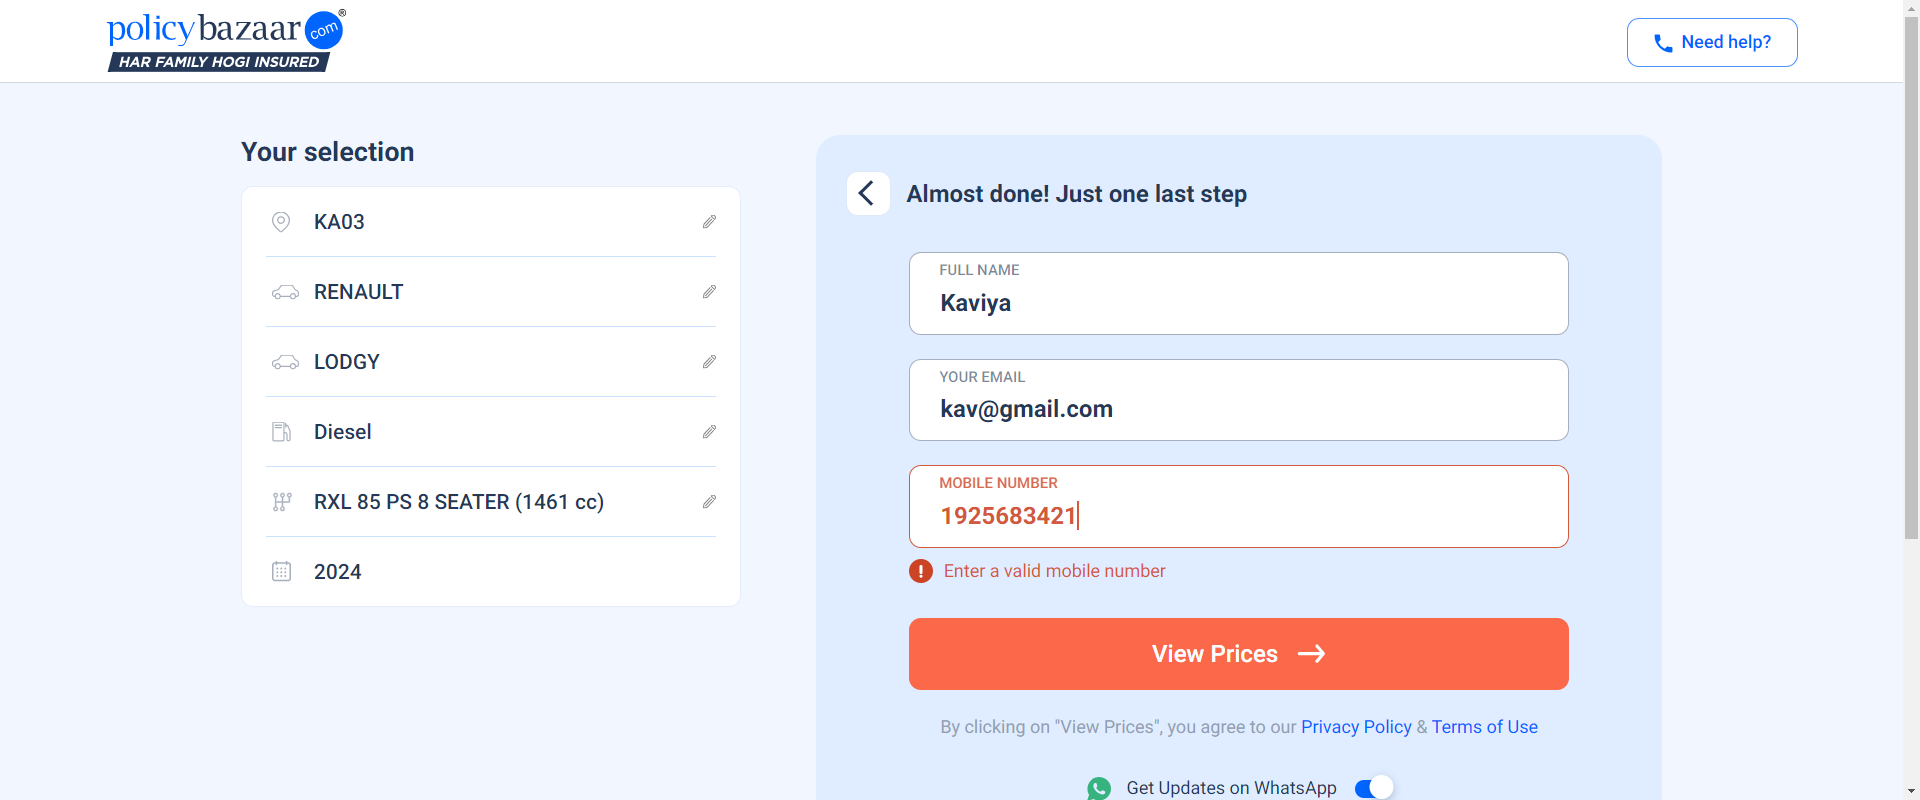 policybazaar.com®
HAR FAMILY HOGI INSURED
Need help?
Your selection
KA03
RENAULT
LODGY
Diesel
RXL 85 PS 8 SEATER (1461 cc)
2024
Almost done! Just one last step
FULL NAME
Kaviya
YOUR EMAIL
kav@gmail.com
MOBILE NUMBER
1925683421
Enter a valid mobile number
View Prices
By clicking on "View Prices", you agree to our Privacy Policy & Terms of Use
Get Updates on WhatsApp